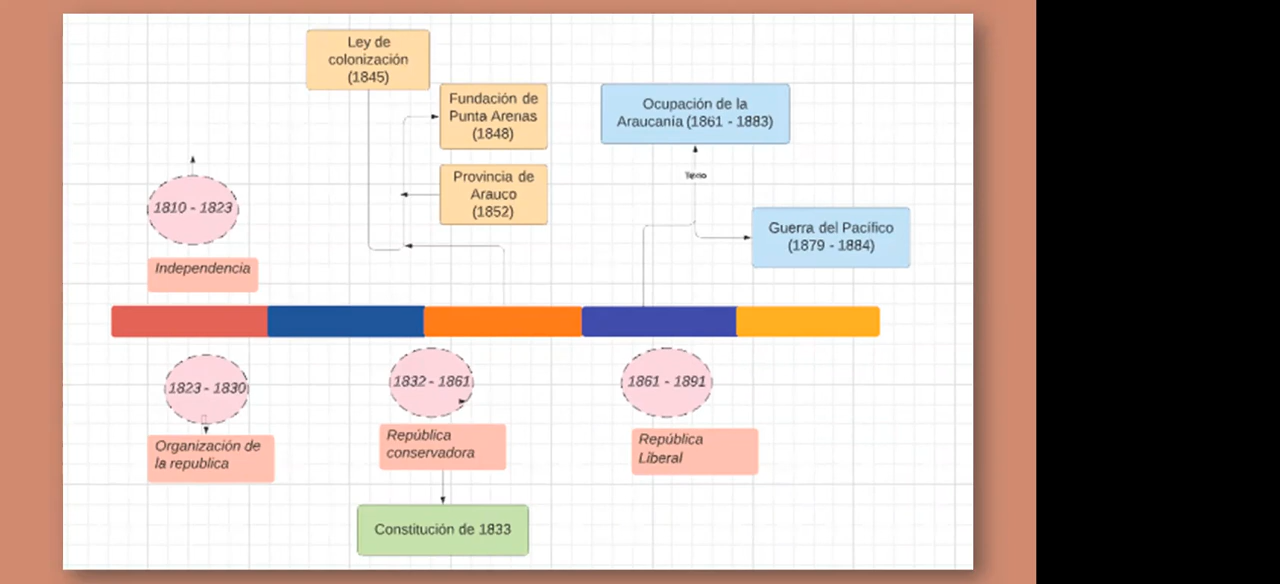 Ley de
colonización
(1845)
Fundación de
Punta Arenas
(1848)
Ocupación de la
Araucanía (1861 - 1883)
Provincia de
Arauco
(1852)
1810 - 1823
Guerra del Pacífico
(1879 - 1884)
Independencia
1823 - 1830
1832 - 1861
1861 - 1891
Organización de
la republica
República
conservadora
República
Liberal
Constitución de 1833